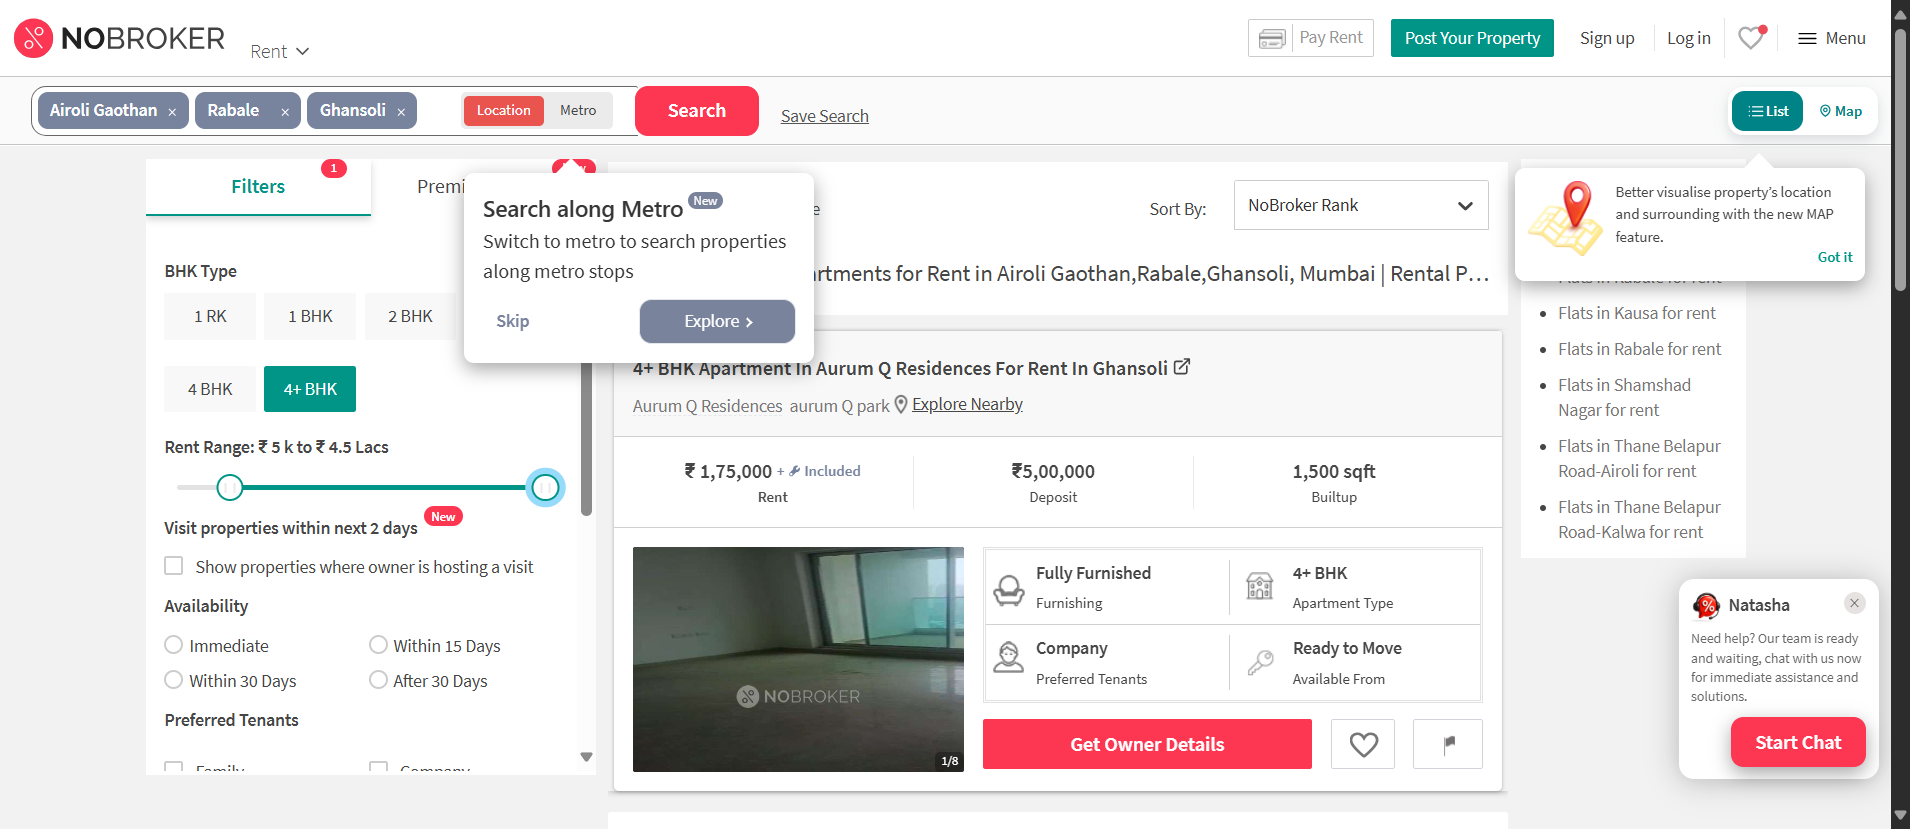 NOBROKER
Rent
Pay Rent
Post Your Property
Sign up
Log in
Menu
Airoli Gaothan ×
Rabale ×
Ghansoli ×
Location
Metro
Search
Save Search
List
Map
Filters
1
Search along Metro New
Switch to metro to search properties
along metro stops
Skip
Explore >
Sort By:
NoBroker Rank
for Rent in Airoli Gaothan,Rabale,Ghansoli, Mumbai | Rental P...
Better visualise property's location
and surrounding with the new MAP
feature.
Got it
BHK Type
1 RK
1 BHK
2 BHK
4 BHK
4+ BHK
Rent Range: ₹ 5 k to ₹ 4.5 Lacs
Visit properties within next 2 days New
Show properties where owner is hosting a visit
Availability
Immediate
Within 15 Days
Within 30 Days
After 30 Days
Preferred Tenants
Family
Company
4+ BHK Apartment In Aurum Q Residences For Rent In Ghansoli
Aurum Q Residences aurum Q park Explore Nearby
₹ 1,75,000 + Included
Rent
₹5,00,000
Deposit
1,500 sqft
Builtup
NOBROKER
1/8
Fully Furnished
Furnishing
4+ BHK
Apartment Type
Company
Preferred Tenants
Ready to Move
Available From
Get Owner Details
Flats in Rabale for rent
Flats in Kausa for rent
Flats in Rabale for rent
Flats in Shamshad
Nagar for rent
Flats in Thane Belapur
Road-Airoli for rent
Flats in Thane Belapur
Road-Kalwa for rent
Natasha
Need help? Our team is ready
and waiting, chat with us now
for immediate assistance and
solutions.
Start Chat